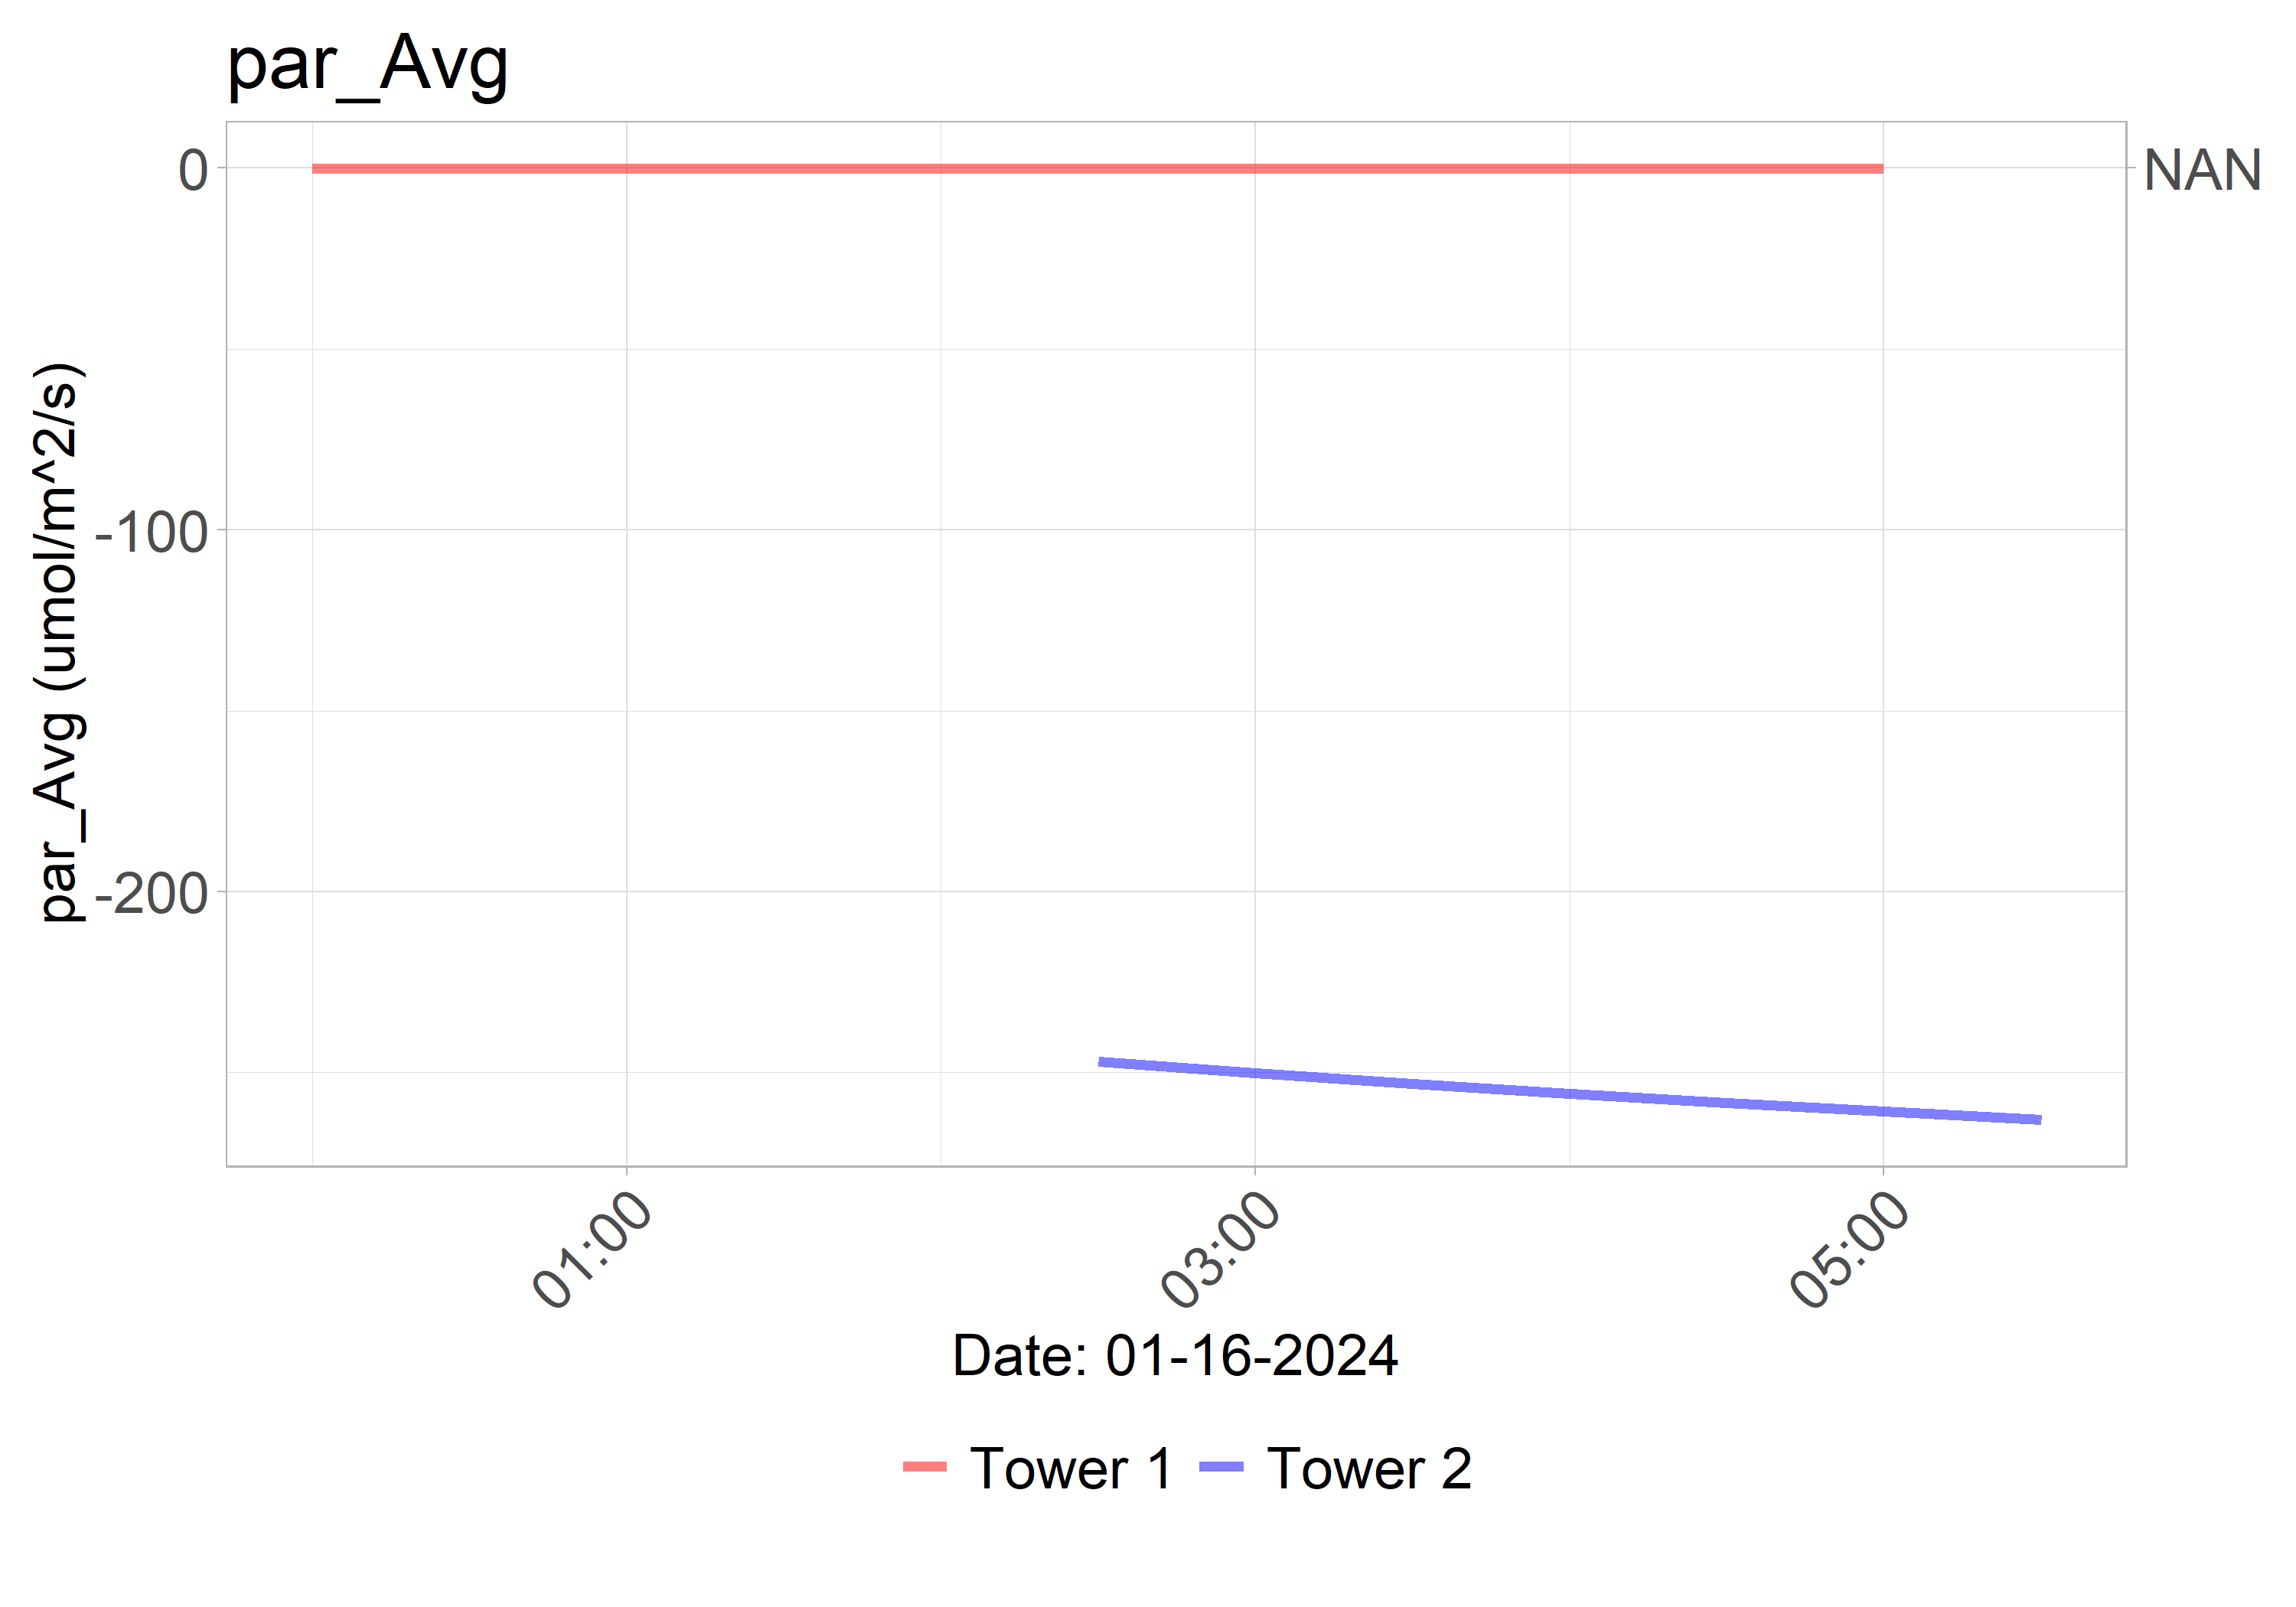 par_Avg
par_Avg (umol/m^2/s)
0
-100
-200
NAN
01:00
03:00
05:00
Date: 01-16-2024
Tower 1
Tower 2